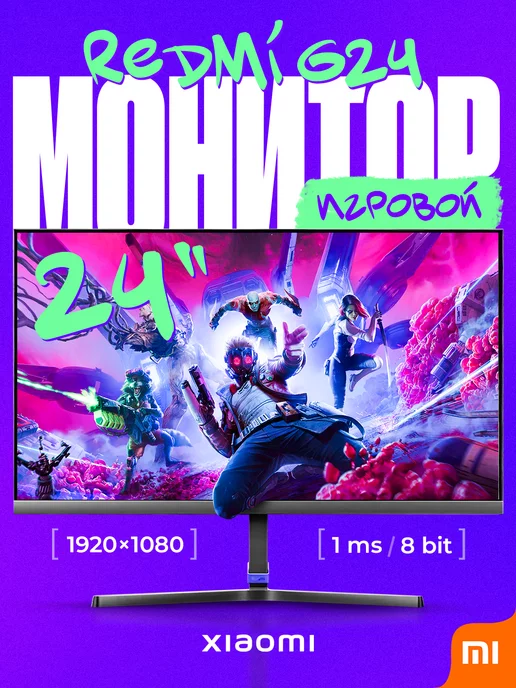 REDMI G24
МОНИТОР
ИГРОВОЙ
24"
[ 1920×1080 ]
[ 1 ms / 8 bit ]
xiaomi
mi